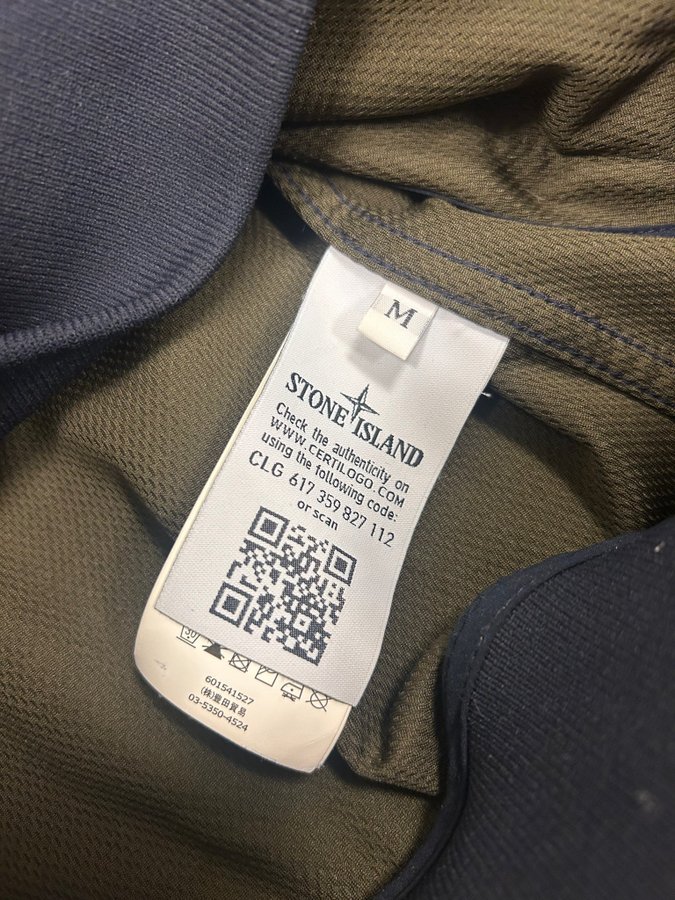 M
STONE ISLAND
Check the authenticity on
WWW.CERTILOGO.COM
using the following code:
CLG 617 359 827 112
or scan
30
601541527
(株)豊田貿易
03-5350-4524